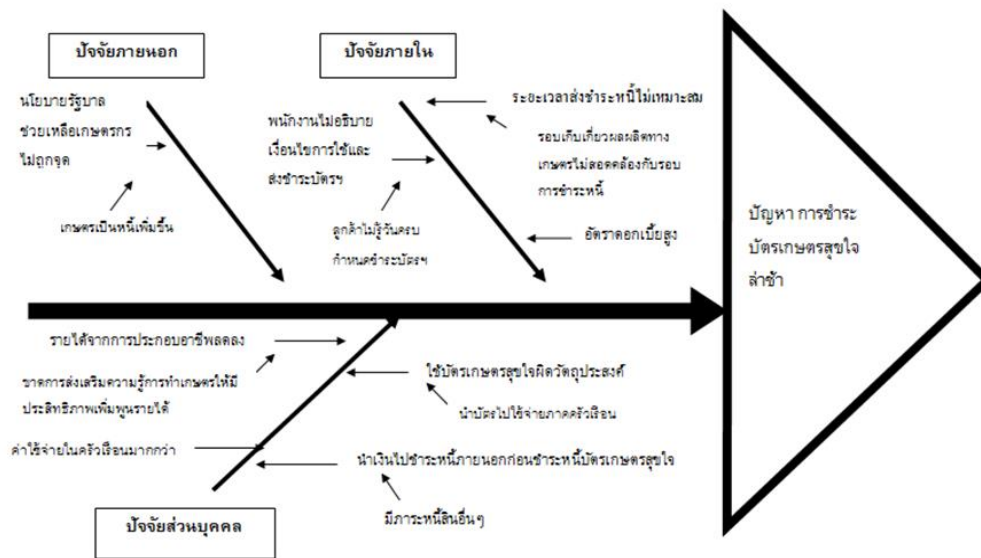 ปัจจัยภายนอก
ปัจจัยภายใน
นโยบายรัฐบาล
ช่วยเหลือเกษตรกร
ไม่ถูกจุด
เกษตรเป็นหนี้เพิ่มขึ้น
พนักงานไม่อธิบาย
เงื่อนไขการใช้และ
ส่งชำระบัตรฯ
ลูกค้าไม่รู้วันครบ
กำหนดชำระบัตรฯ
ระยะเวลาส่งชำระหนี้ไม่เหมาะสม
รอบเก็บเกี่ยวผลผลิตทาง
เกษตรไม่สอดคล้องกับรอบ
การชำระหนี้
อัตราดอกเบี้ยสูง
ปัญหา การชำระ
บัตรเกษตรสุขใจ
ล่าช้า
รายได้จากการประกอบอาชีพลดลง
ขาดการส่งเสริมความรู้การทำเกษตรให้มี
ประสิทธิภาพเพิ่มพูนรายได้
ค่าใช้จ่ายในครัวเรือนมากกว่า
ใช้บัตรเกษตรสุขใจผิดวัตถุประสงค์
นำบัตรไปใช้จ่ายภาคครัวเรือน
นำเงินไปชำระหนี้ภายนอกก่อนชำระหนี้บัตรเกษตรสุขใจ
มีภาระหนี้สินอื่นๆ
ปัจจัยส่วนบุคคล